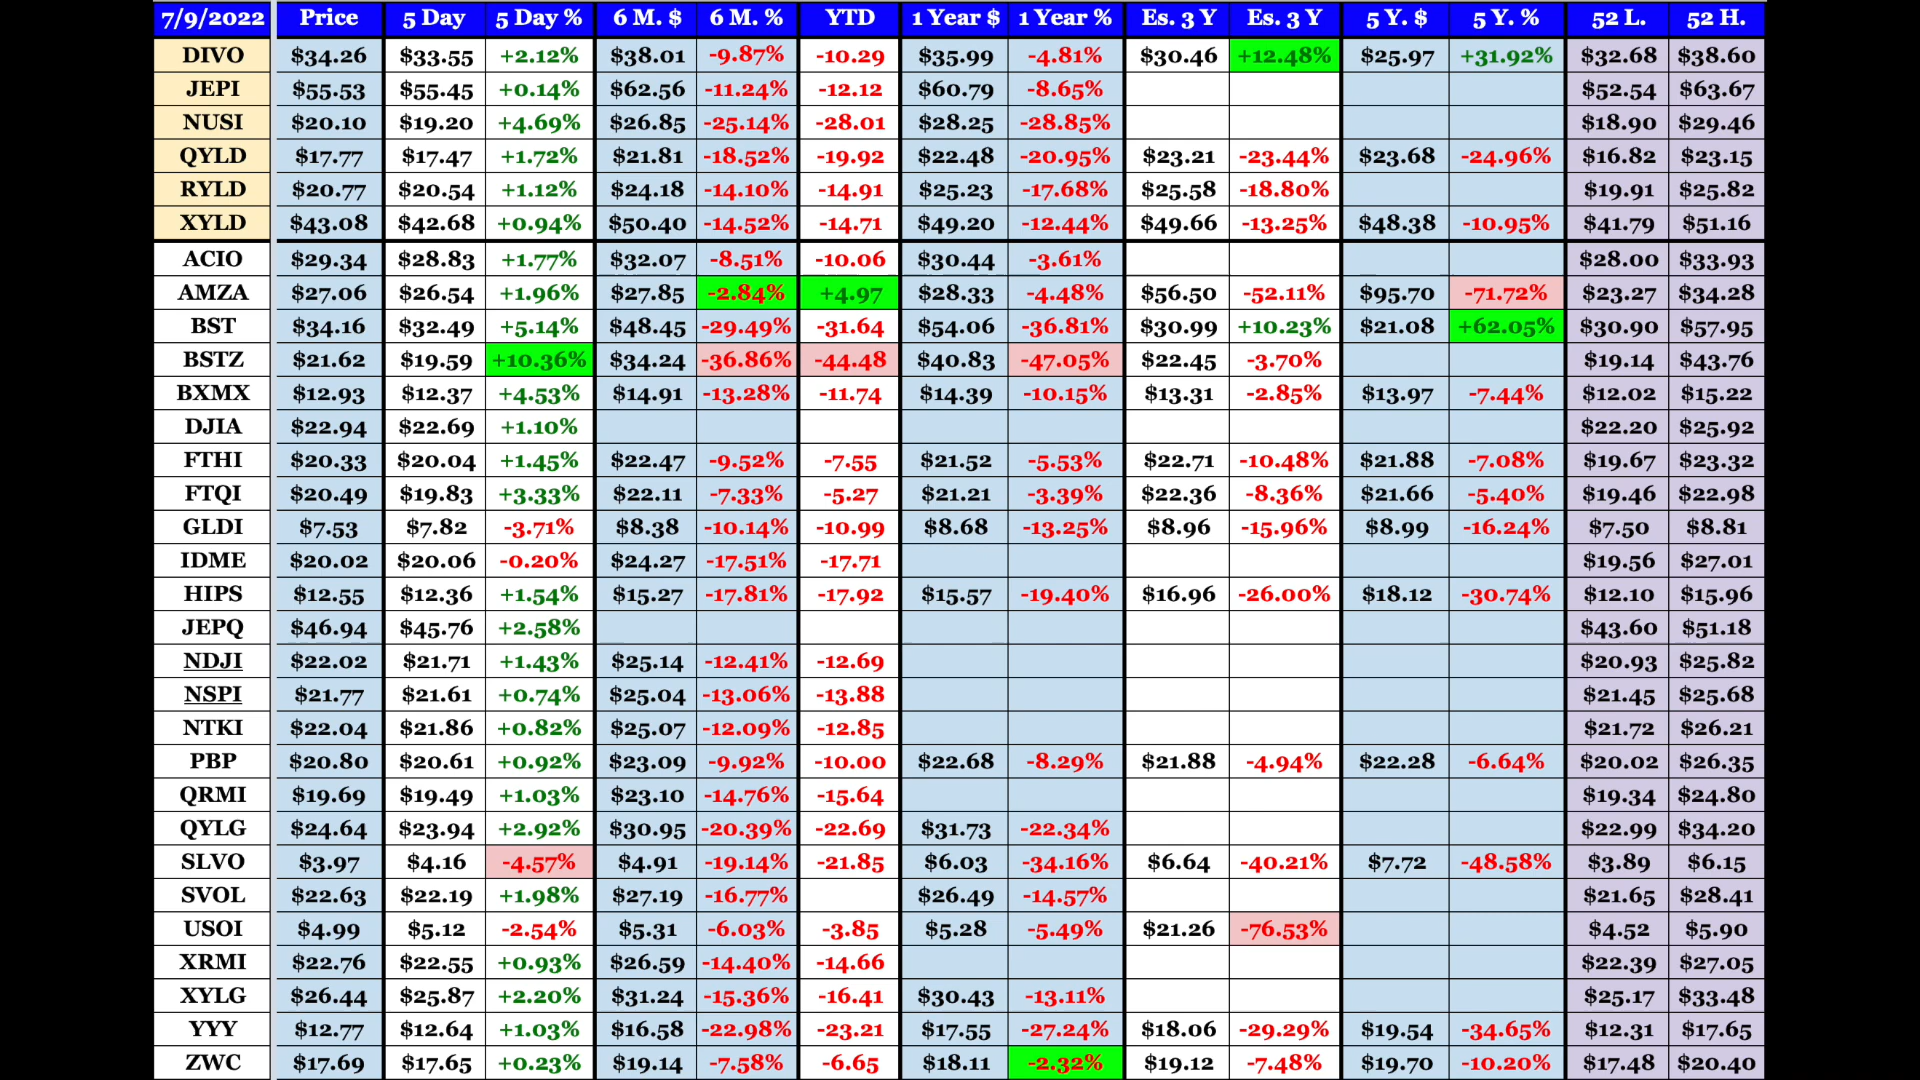 7/9/2022 Price 5 Day 5 Day % 6 M. $ 6 M. % YTD 1 Year $ 1 Year % Es. 3 Y Es. 3 Y 5 Y. $ 5 Y. % 52 L. 52 H.
DIVO $34.26 $33.55 +2.12% $38.01 -9.87% -10.29 $35.99 -4.81% $30.46 +12.48% $25.97 +31.92% $32.68 $38.60
JEPI $55.53 $55.45 +0.14% $62.56 -11.24% -12.12 $60.79 -8.65% $52.54 $63.67
NUSI $20.10 $19.20 +4.69% $26.85 -25.14% -28.01 $28.25 -28.85% $18.90 $29.46
QYLD $17.77 $17.47 +1.72% $21.81 -18.52% -19.92 $22.48 -20.95% $23.21 -23.44% $23.68 -24.96% $16.82 $23.15
RYLD $20.77 $20.54 +1.12% $24.18 -14.10% -14.91 $25.23 -17.68% $25.58 -18.80% $19.91 $25.82
XYLD $43.08 $42.68 +0.94% $50.40 -14.52% -14.71 $49.20 -12.44% $49.66 -13.25% $48.38 -10.95% $41.79 $51.16
ACIO $29.34 $28.83 +1.77% $32.07 -8.51% -10.06 $30.44 -3.61% $28.00 $33.93
AMZA $27.06 $26.54 +1.96% $27.85 -2.84% +4.97 $28.33 -4.48% $56.50 -52.11% $95.70 -71.72% $23.27 $34.28
BST $34.16 $32.49 +5.14% $48.45 -29.49% -31.64 $54.06 -36.81% $30.99 +10.23% $21.08 +62.05% $30.90 $57.95
BSTZ $21.62 $19.59 +10.36% $34.24 -36.86% -44.48 $40.83 -47.05% $22.45 -3.70% $19.14 $43.76
BXMX $12.93 $12.37 +4.53% $14.91 -13.28% -11.74 $14.39 -10.15% $13.31 -2.85% $13.97 -7.44% $12.02 $15.22
DJIA $22.94 $22.69 +1.10% $22.20 $25.92
FTHI $20.33 $20.04 +1.45% $22.47 -9.52% -7.55 $21.52 -5.53% $22.71 -10.48% $21.88 -7.08% $19.67 $23.32
FTQI $20.49 $19.83 +3.33% $22.11 -7.33% -5.27 $21.21 -3.39% $22.36 -8.36% $21.66 -5.40% $19.46 $22.98
GLDI $7.53 $7.82 -3.71% $8.38 -10.14% -10.99 $8.68 -13.25% $8.96 -15.96% $8.99 -16.24% $7.50 $8.81
IDME $20.02 $20.06 -0.20% $24.27 -17.51% -17.71 $19.56 $27.01
HIPS $12.55 $12.36 +1.54% $15.27 -17.81% -17.92 $15.57 -19.40% $16.96 -26.00% $18.12 -30.74% $12.10 $15.96
JEPQ $46.94 $45.76 +2.58% $43.60 $51.18
NDJI $22.02 $21.71 +1.43% $25.14 -12.41% -12.69 $20.93 $25.82
NSPI $21.77 $21.61 +0.74% $25.04 -13.06% -13.88 $21.45 $25.68
NTKI $22.04 $21.86 +0.82% $25.07 -12.09% -12.85 $21.72 $26.21
PBP $20.80 $20.61 +0.92% $23.09 -9.92% -10.00 $22.68 -8.29% $21.88 -4.94% $22.28 -6.64% $20.02 $26.35
QRMI $19.69 $19.49 +1.03% $23.10 -14.76% -15.64 $19.34 $24.80
QYLG $24.64 $23.94 +2.92% $30.95 -20.39% -22.69 $31.73 -22.34% $22.99 $34.20
SLVO $3.97 $4.16 -4.57% $4.91 -19.14% -21.85 $6.03 -34.16% $6.64 -40.21% $7.72 -48.58% $3.89 $6.15
SVOL $22.63 $22.19 +1.98% $27.19 -16.77% $26.49 -14.57% $21.65 $28.41
USOI $4.99 $5.12 -2.54% $5.31 -6.03% -3.85 $5.28 -5.49% $21.26 -76.53% $4.52 $5.90
XRMI $22.76 $22.55 +0.93% $26.59 -14.40% -14.66 $22.39 $27.05
XYLG $26.44 $25.87 +2.20% $31.24 -15.36% -16.41 $30.43 -13.11% $25.17 $33.48
YYY $12.77 $12.64 +1.03% $16.58 -22.98% -23.21 $17.55 -27.24% $18.06 -29.29% $19.54 -34.65% $12.31 $17.65
ZWC $17.69 $17.65 +0.23% $19.14 -7.58% -6.65 $18.11 -2.32% $19.12 -7.48% $19.70 -10.20% $17.48 $20.40